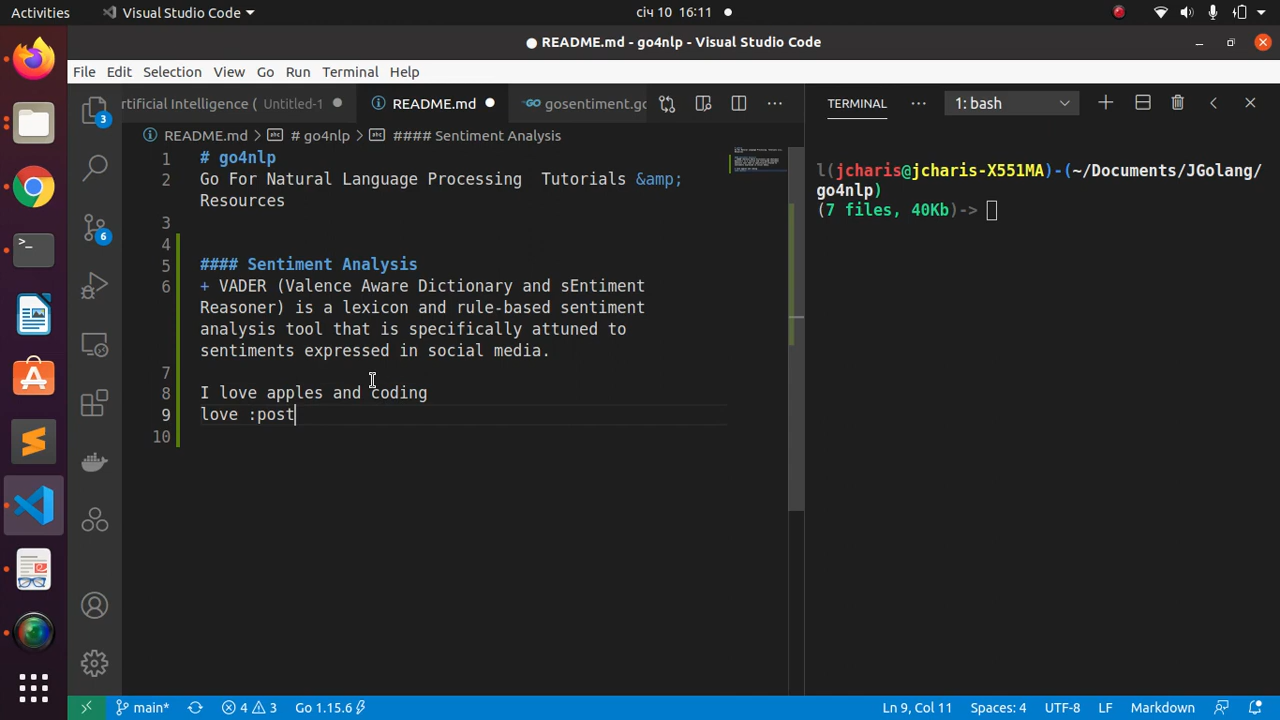 Activities
Visual Studio Code
січ 10 16:11
README.md - go4nlp - Visual Studio Code
File Edit Selection View Go Run Terminal Help
rtificial Intelligence ( Untitled-1
README.md
gosentiment.go
TERMINAL
1: bash
README.md > # go4nlp > #### Sentiment Analysis
1 # go4nlp
2 Go For Natural Language Processing  Tutorials &amp;
Resources
3
4
5 #### Sentiment Analysis
6 + VADER (Valence Aware Dictionary and sEntiment
Reasoner) is a lexicon and rule-based sentiment
analysis tool that is specifically attuned to
sentiments expressed in social media.
7
8 I love apples and coding
9 love :post
10
l(jcharis@jcharis-X551MA)-(~/Documents/JGolang/
go4nlp)
(7 files, 40Kb)->
3
6
main*
4
3
Go 1.15.6
Ln 9, Col 11
Spaces: 4
UTF-8
LF
Markdown